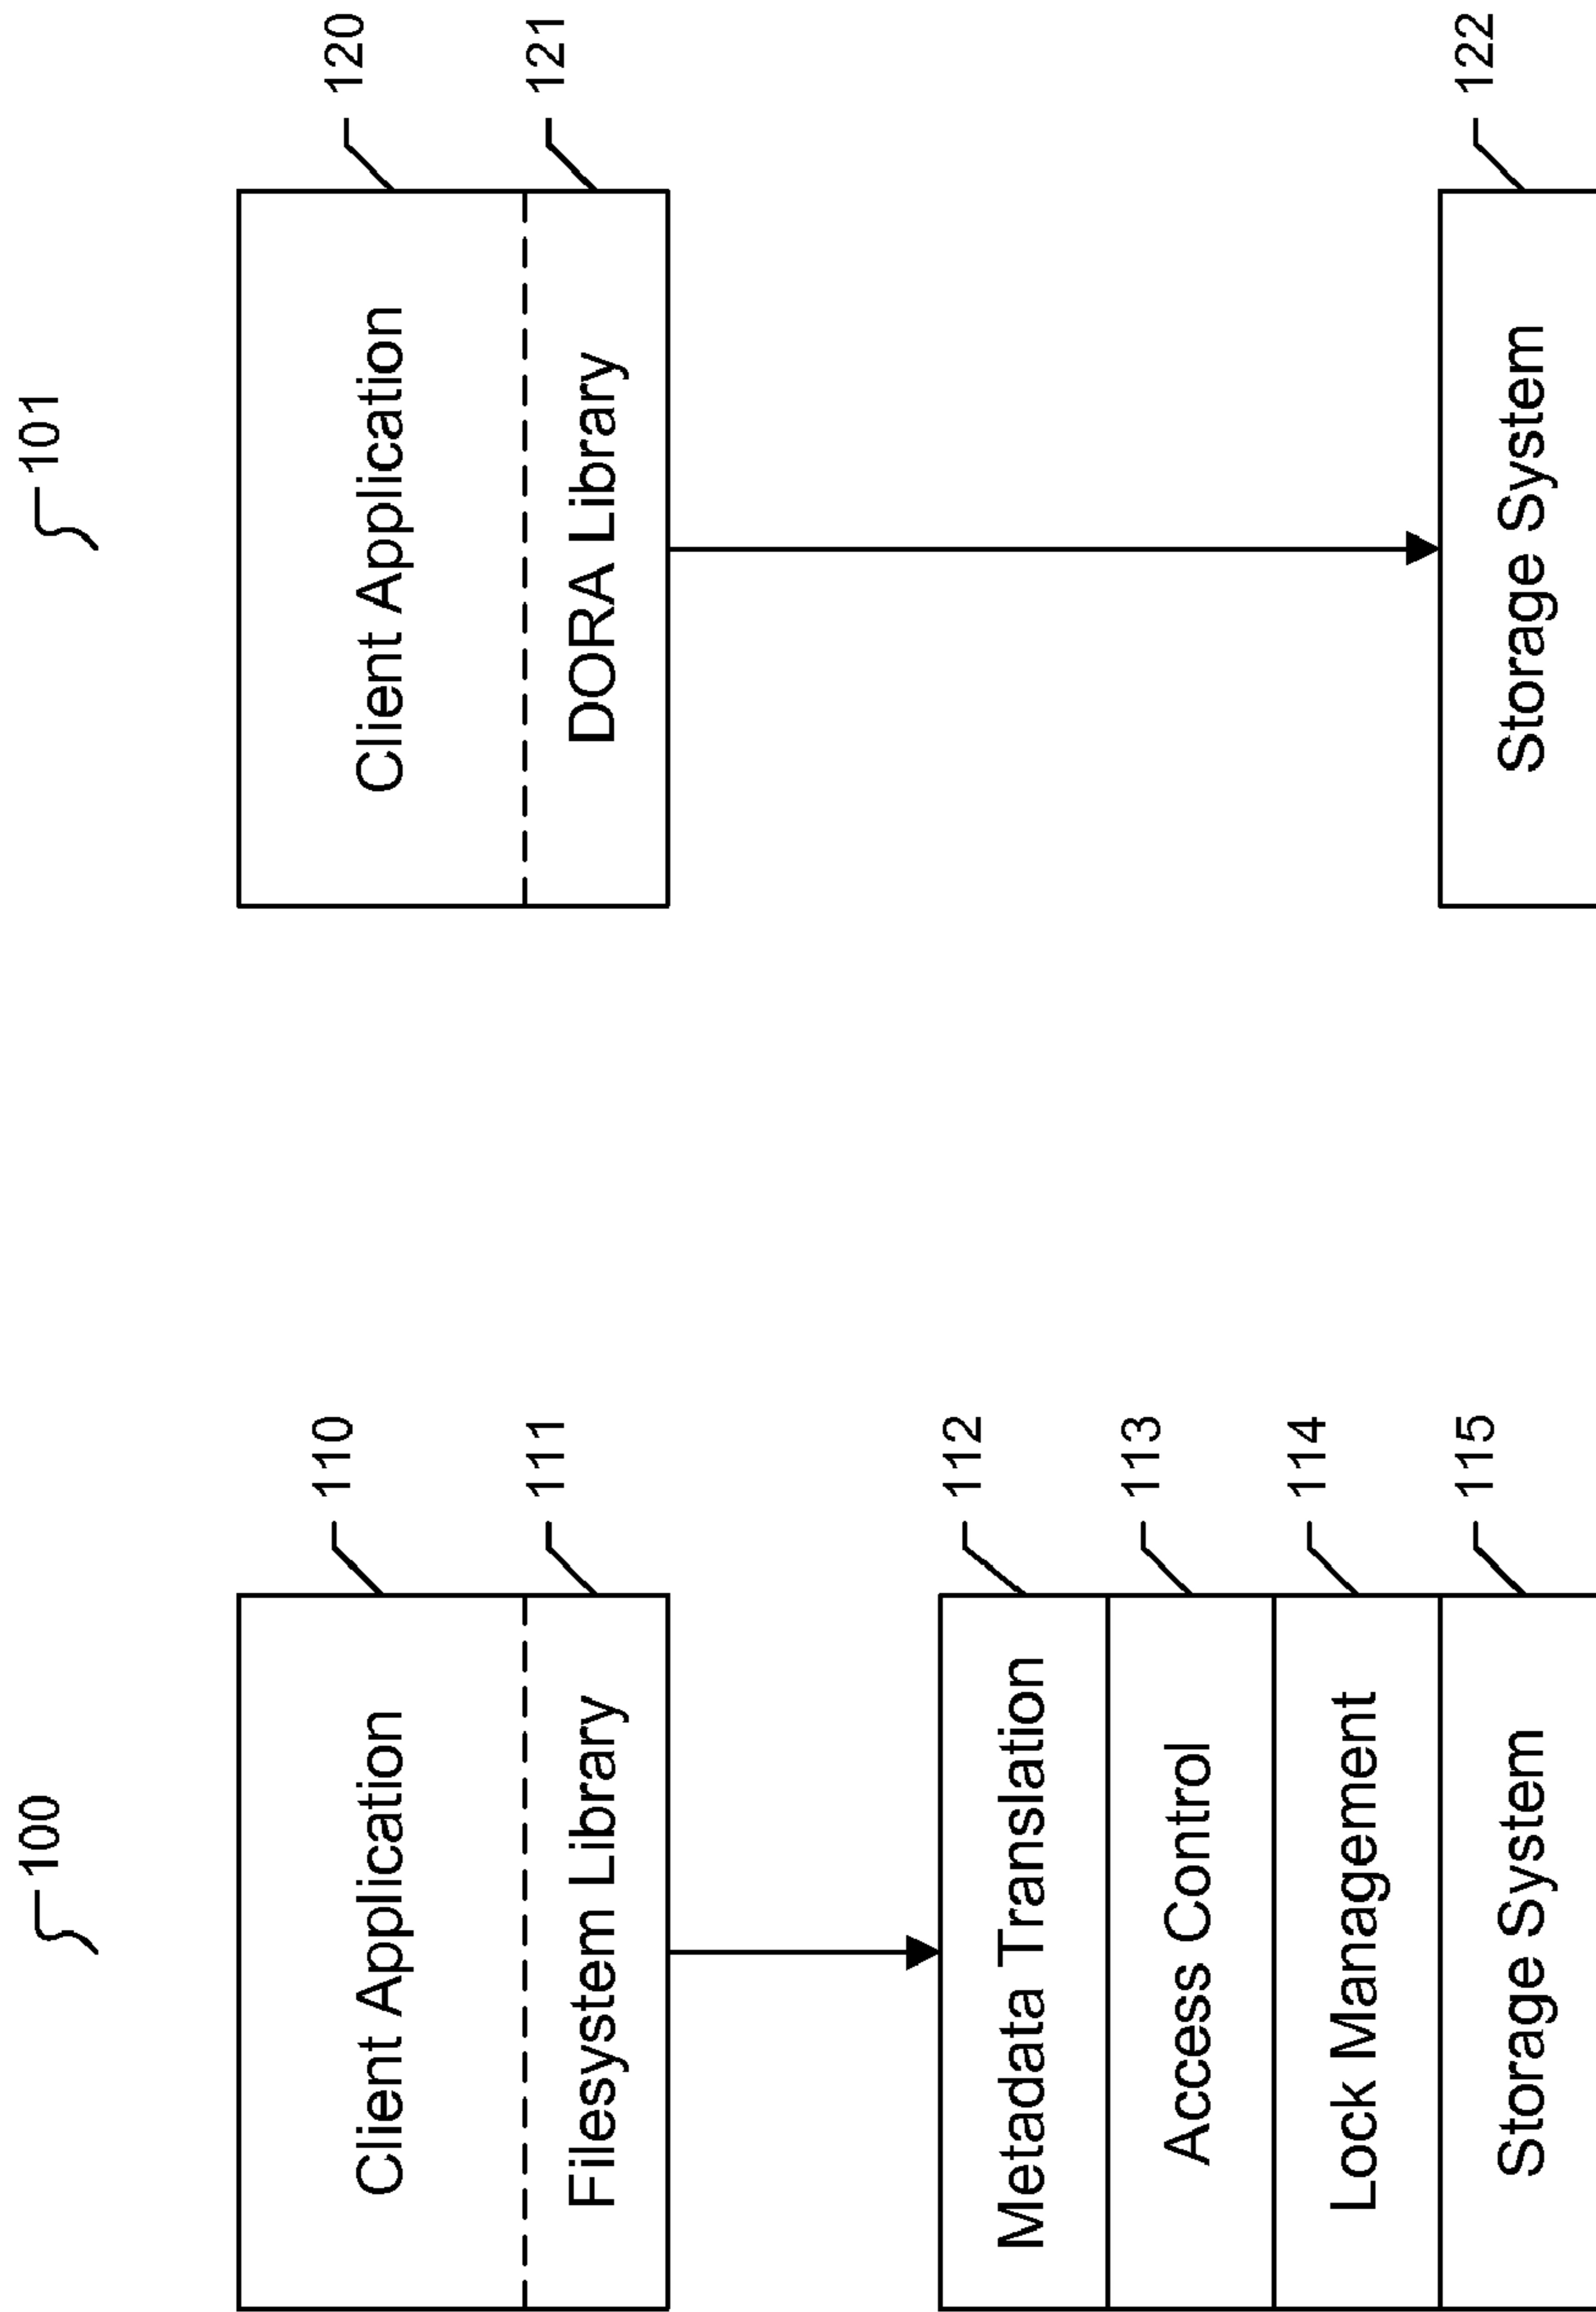 100
Client Application
110
Filesystem Library
111
Metadata Translation
112
Access Control
113
Lock Management
114
Storage System
115
101
Client Application
120
DORA Library
121
Storage System
122